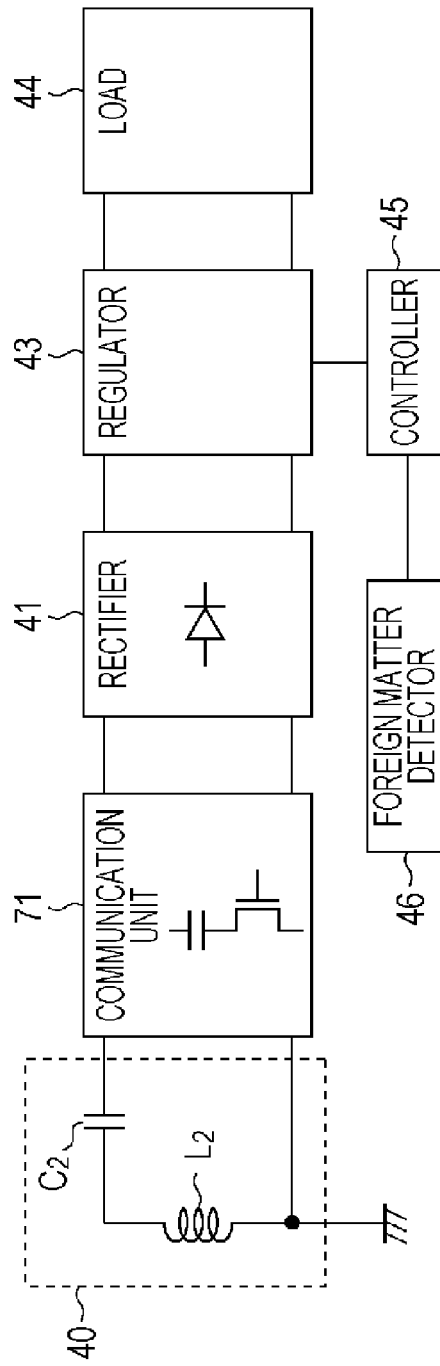 40
C2
L2
71
COMMUNICATION
UNIT
41
RECTIFIER
43
REGULATOR
44
LOAD
46
FOREIGN MATTER
DETECTOR
45
CONTROLLER